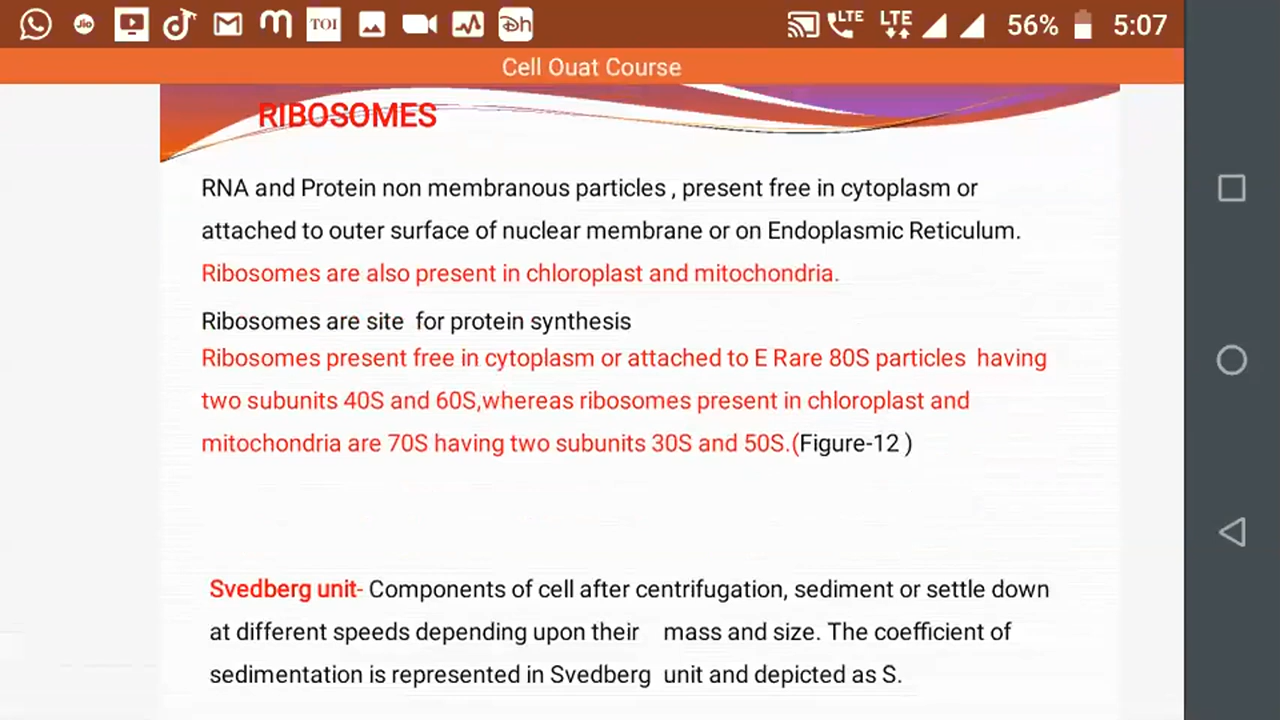 Jio
TOI
LTE
LTE
56%
5:07
Cell Ouat Course
RIBOSOMES
RNA and Protein non membranous particles , present free in cytoplasm or
attached to outer surface of nuclear membrane or on Endoplasmic Reticulum.
Ribosomes are also present in chloroplast and mitochondria.
Ribosomes are site for protein synthesis
Ribosomes present free in cytoplasm or attached to E Rare 80S particles having
two subunits 40S and 60S,whereas ribosomes present in chloroplast and
mitochondria are 70S having two subunits 30S and 50S.(Figure-12 )
Svedberg unit- Components of cell after centrifugation, sediment or settle down
at different speeds depending upon their mass and size. The coefficient of
sedimentation is represented in Svedberg unit and depicted as S.